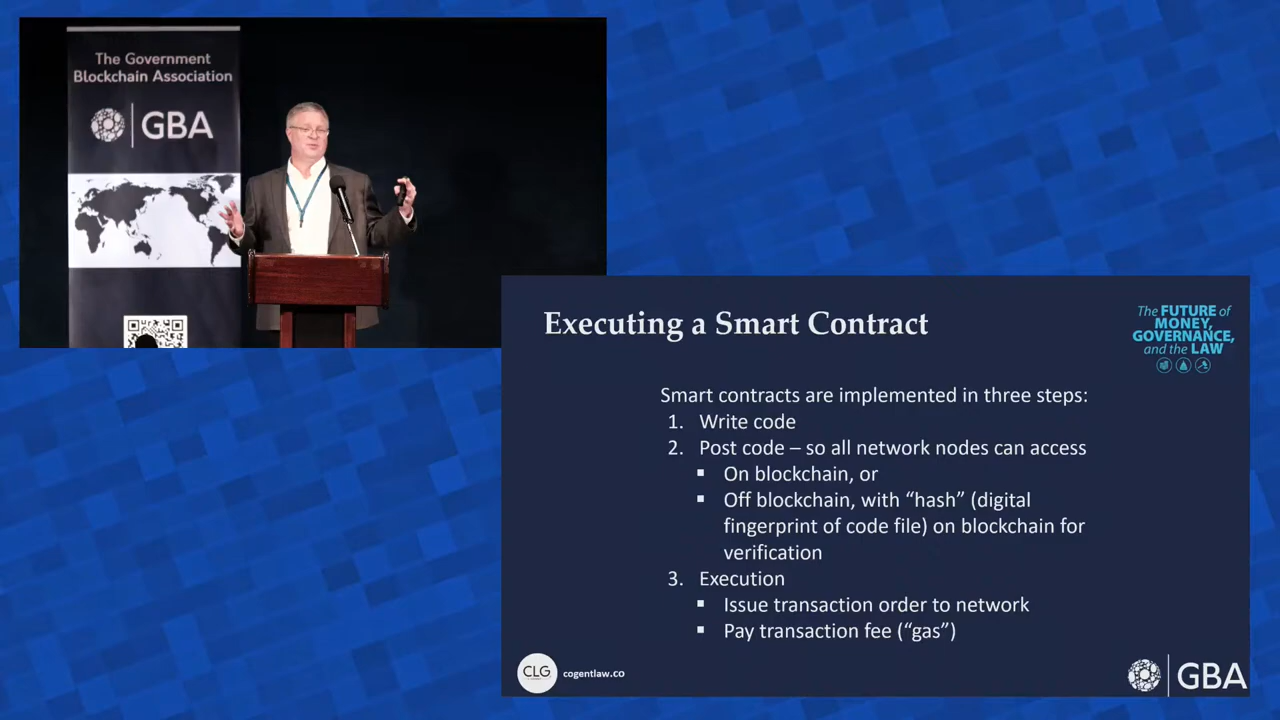 The Government
Blockchain Association
GBA
Executing a Smart Contract
The FUTURE of
MONEY,
GOVERNANCE,
and the LAW
Smart contracts are implemented in three steps:
1. Write code
2. Post code – so all network nodes can access
▪ On blockchain, or
▪ Off blockchain, with “hash” (digital
fingerprint of code file) on blockchain for
verification
3. Execution
▪ Issue transaction order to network
▪ Pay transaction fee (“gas”)
CLG
cogentlaw.co
GBA